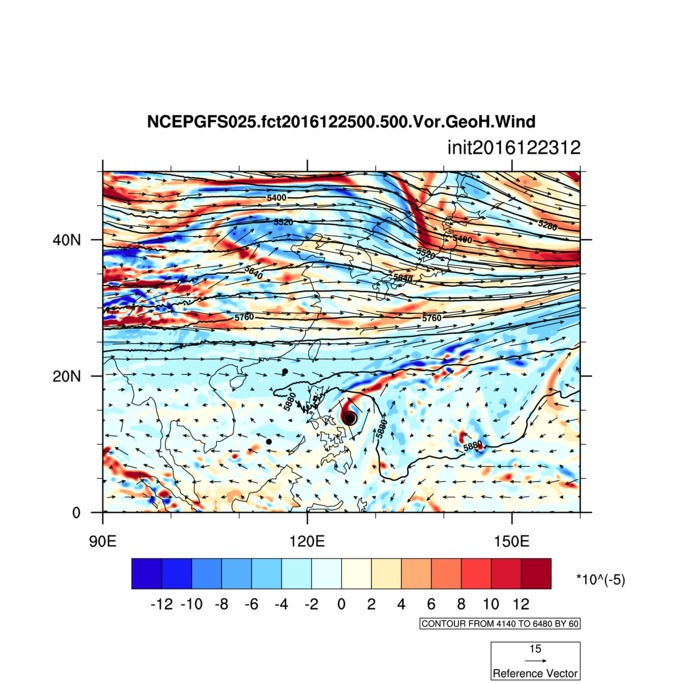 NCEPGFS025.fct2016122500.500.Vor.GeoH.Wind
init2016122312
5400
5520
5280
5400
5520
5640
5640
5760
5760
5880
5880
5880
40N
20N
0
90E 120E 150E
-12 -10 -8 -6 -4 -2 0 2 4 6 8 10 12
*10^(-5)
CONTOUR FROM 4140 TO 6480 BY 60
15
Reference Vector